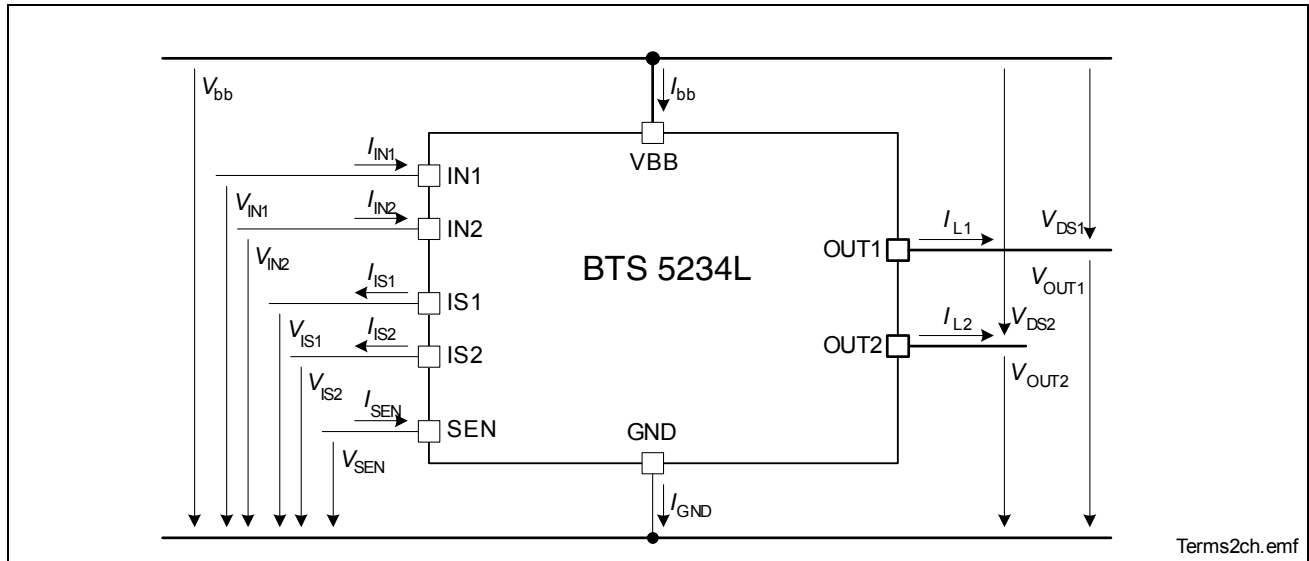 Vbb
Ibb
VBB
IIN1
IN1
VIN1
IIN2
IN2
VIN2
BTS 5234L
IIS1
IS1
VIS1
IIS2
IS2
VIS2
ISEN
SEN
VSEN
GND
IGND
OUT1
IL1
VDS1
VOUT1
OUT2
IL2
VDS2
VOUT2
Terms2ch.emf